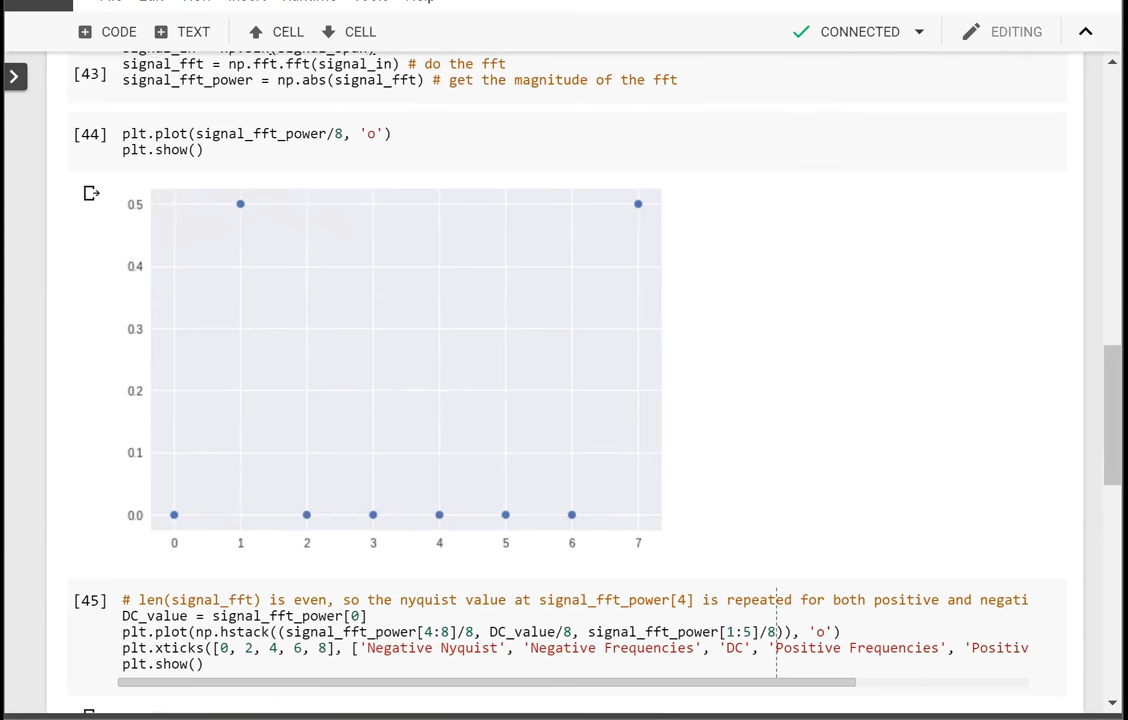 CODE TEXT CELL CELL CONNECTED EDITING
signal_fft = np.fft.fft(signal_in) # do the fft
[43]
signal_fft_power = np.abs(signal_fft) # get the magnitude of the fft
[44] plt.plot(signal_fft_power/8, 'o')
plt.show()
0.5
0.4
0.3
0.2
0.1
0.0
0 1 2 3 4 5 6 7
[45] # len(signal_fft) is even, so the nyquist value at signal_fft_power[4] is repeated for both positive and negati
DC_value = signal_fft_power[0]
plt.plot(np.hstack((signal_fft_power[4:8]/8, DC_value/8, signal_fft_power[1:5]/8)), 'o')
plt.xticks([0, 2, 4, 6, 8], ['Negative Nyquist', 'Negative Frequencies', 'DC', 'Positive Frequencies', 'Positiv
plt.show()